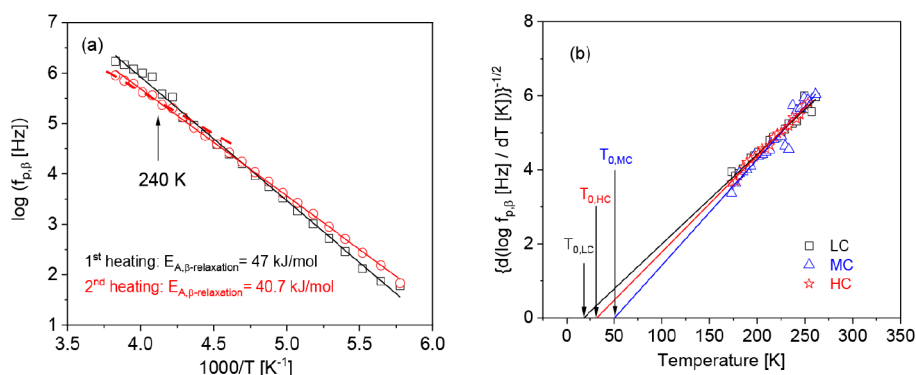 (a)
log (f_p,β [Hz])
7
6
5
4
3
2
1
240 K
1st heating: E_A,β-relaxation = 47 kJ/mol
2nd heating: E_A,β-relaxation = 40.7 kJ/mol
3.5 4.0 4.5 5.0 5.5 6.0
1000/T [K⁻¹]
(b)
{d(log f_p,β [Hz] / dT [K])}^-1/2
8
6
4
2
0
T_0,MC
T_0,HC
T_0,LC
LC
MC
HC
0 50 100 150 200 250 300 350
Temperature [K]